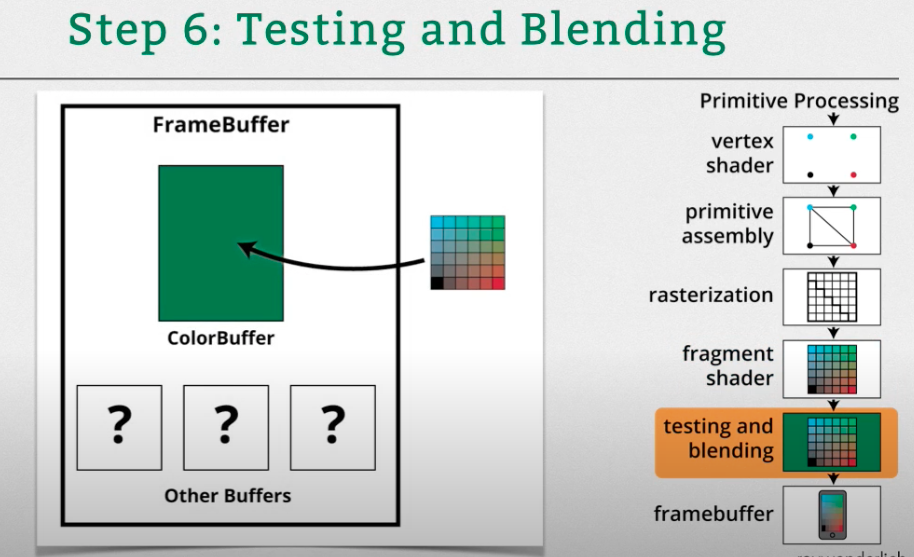 Step 6: Testing and Blending
FrameBuffer
ColorBuffer
?
?
?
Other Buffers
Primitive Processing
vertex
shader
primitive
assembly
rasterization
fragment
shader
testing and
blending
framebuffer